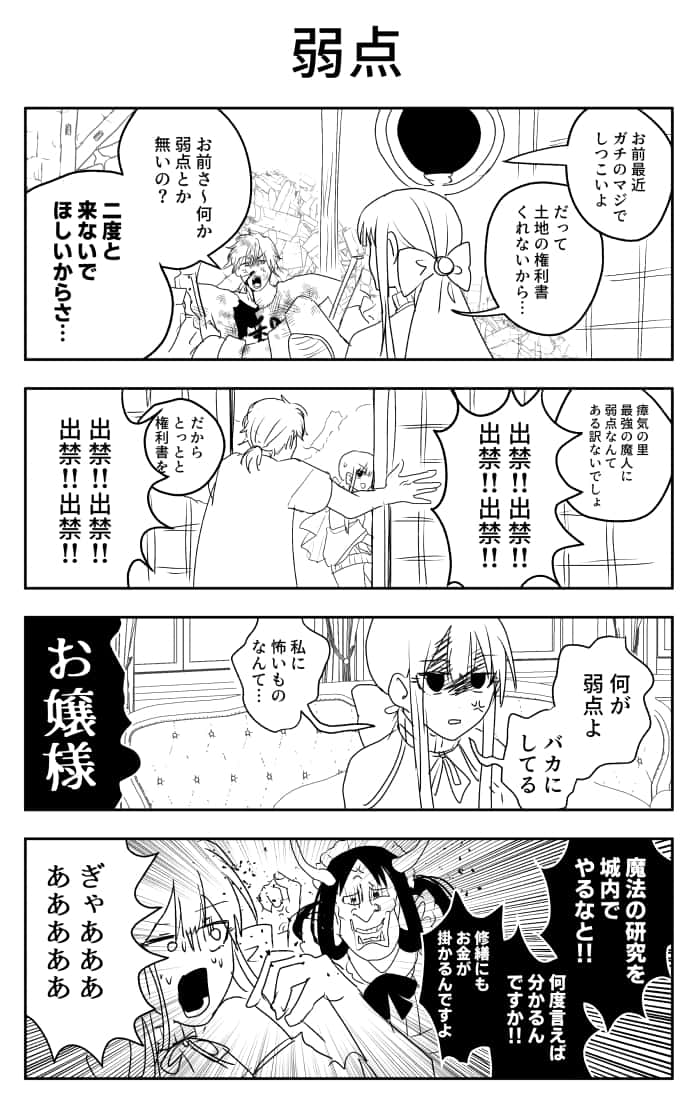 弱点
お前最近
ガチのマジで
しつこいよ
だって
土地の権利書
くれないから…
お前さ～何か
弱点とか
無いの？
二度と
来ないで
ほしいからさ…
瘴気の里
最強の魔人に
弱点なんて
ある訳ないでしょ
出禁!!出禁!!
出禁!!出禁!!
だから
とっとと
権利書を
出禁!!出禁!!
出禁!!出禁!!
何が
弱点よ
バカに
してる
私に
怖いもの
なんて…
お嬢様
魔法の研究を
城内で
やるなと!!
何度言えば
分かるん
ですか!!
修繕にも
お金が
掛かるんですよ
ぎゃあああ
ああああああ